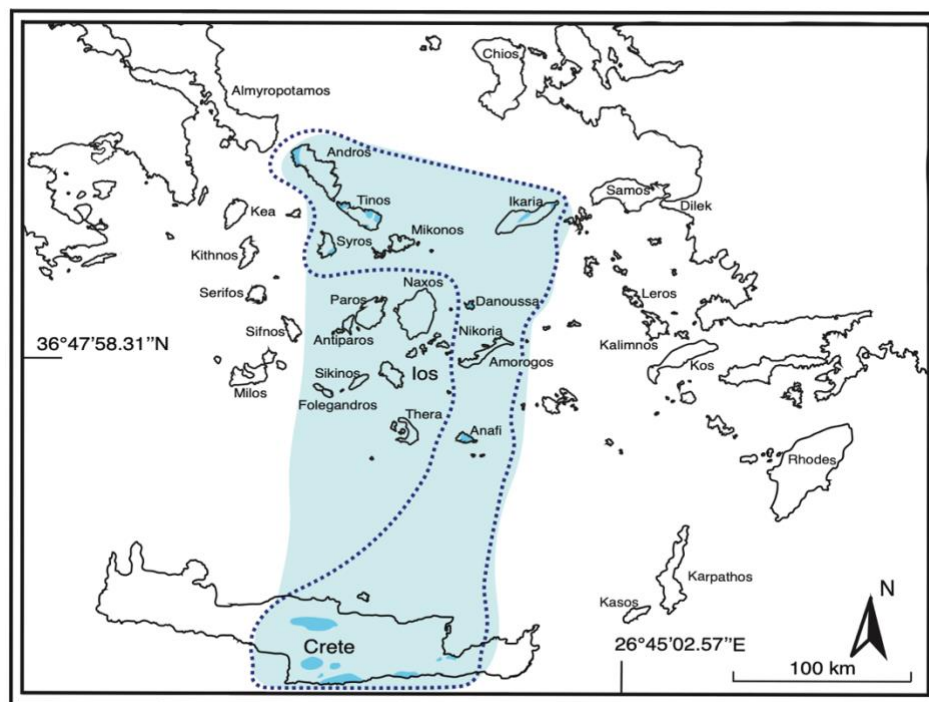 Chios
Almyropotamos
Andros
Tinos
Ikaria
Samos
Dilek
Kea
Syros
Mikonos
Kithnos
Naxos
Serifos
Paros
Danoussa
Leros
Sifnos
Antiparos
Nikoria
36°47'58.31''N
Amorogos
Kalimnos
Kos
Sikinos
Ios
Milos
Folegandros
Thera
Anafi
Rhodes
Karpathos
Kasos
N
Crete
26°45'02.57''E
100 km